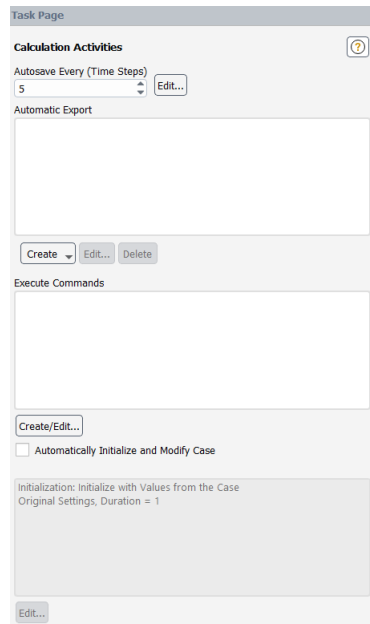 Task Page
Calculation Activities
?
Autosave Every (Time Steps)
5
Edit...
Automatic Export
Create
Edit...
Delete
Execute Commands
Create/Edit...
Automatically Initialize and Modify Case
Initialization: Initialize with Values from the Case
Original Settings, Duration = 1
Edit...